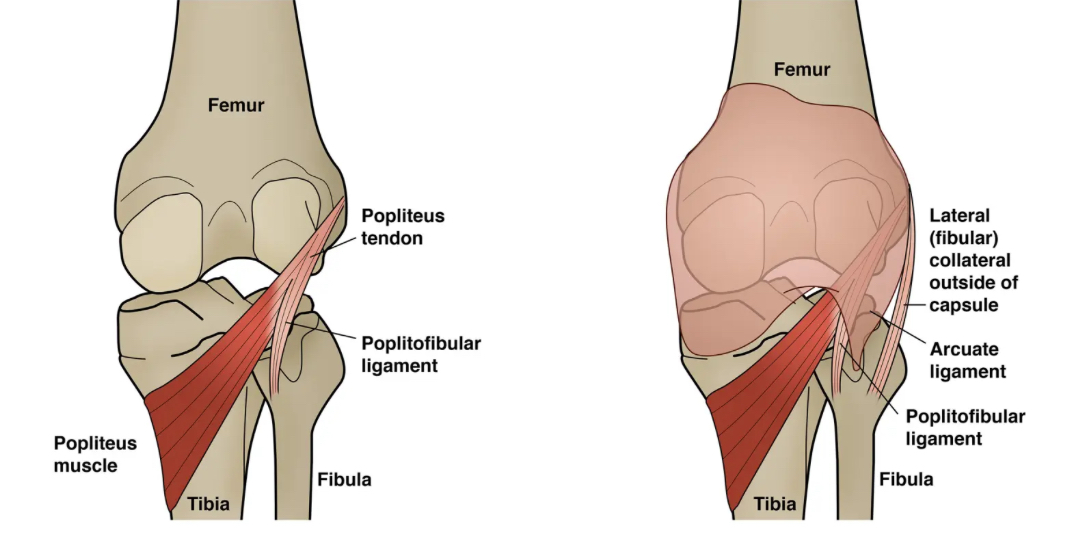 Femur
Popliteus
tendon
Poplitofibular
ligament
Popliteus
muscle
Fibula
Tibia
Femur
Lateral
(fibular)
collateral
outside of
capsule
Arcuate
ligament
Poplitofibular
ligament
Fibula
Tibia